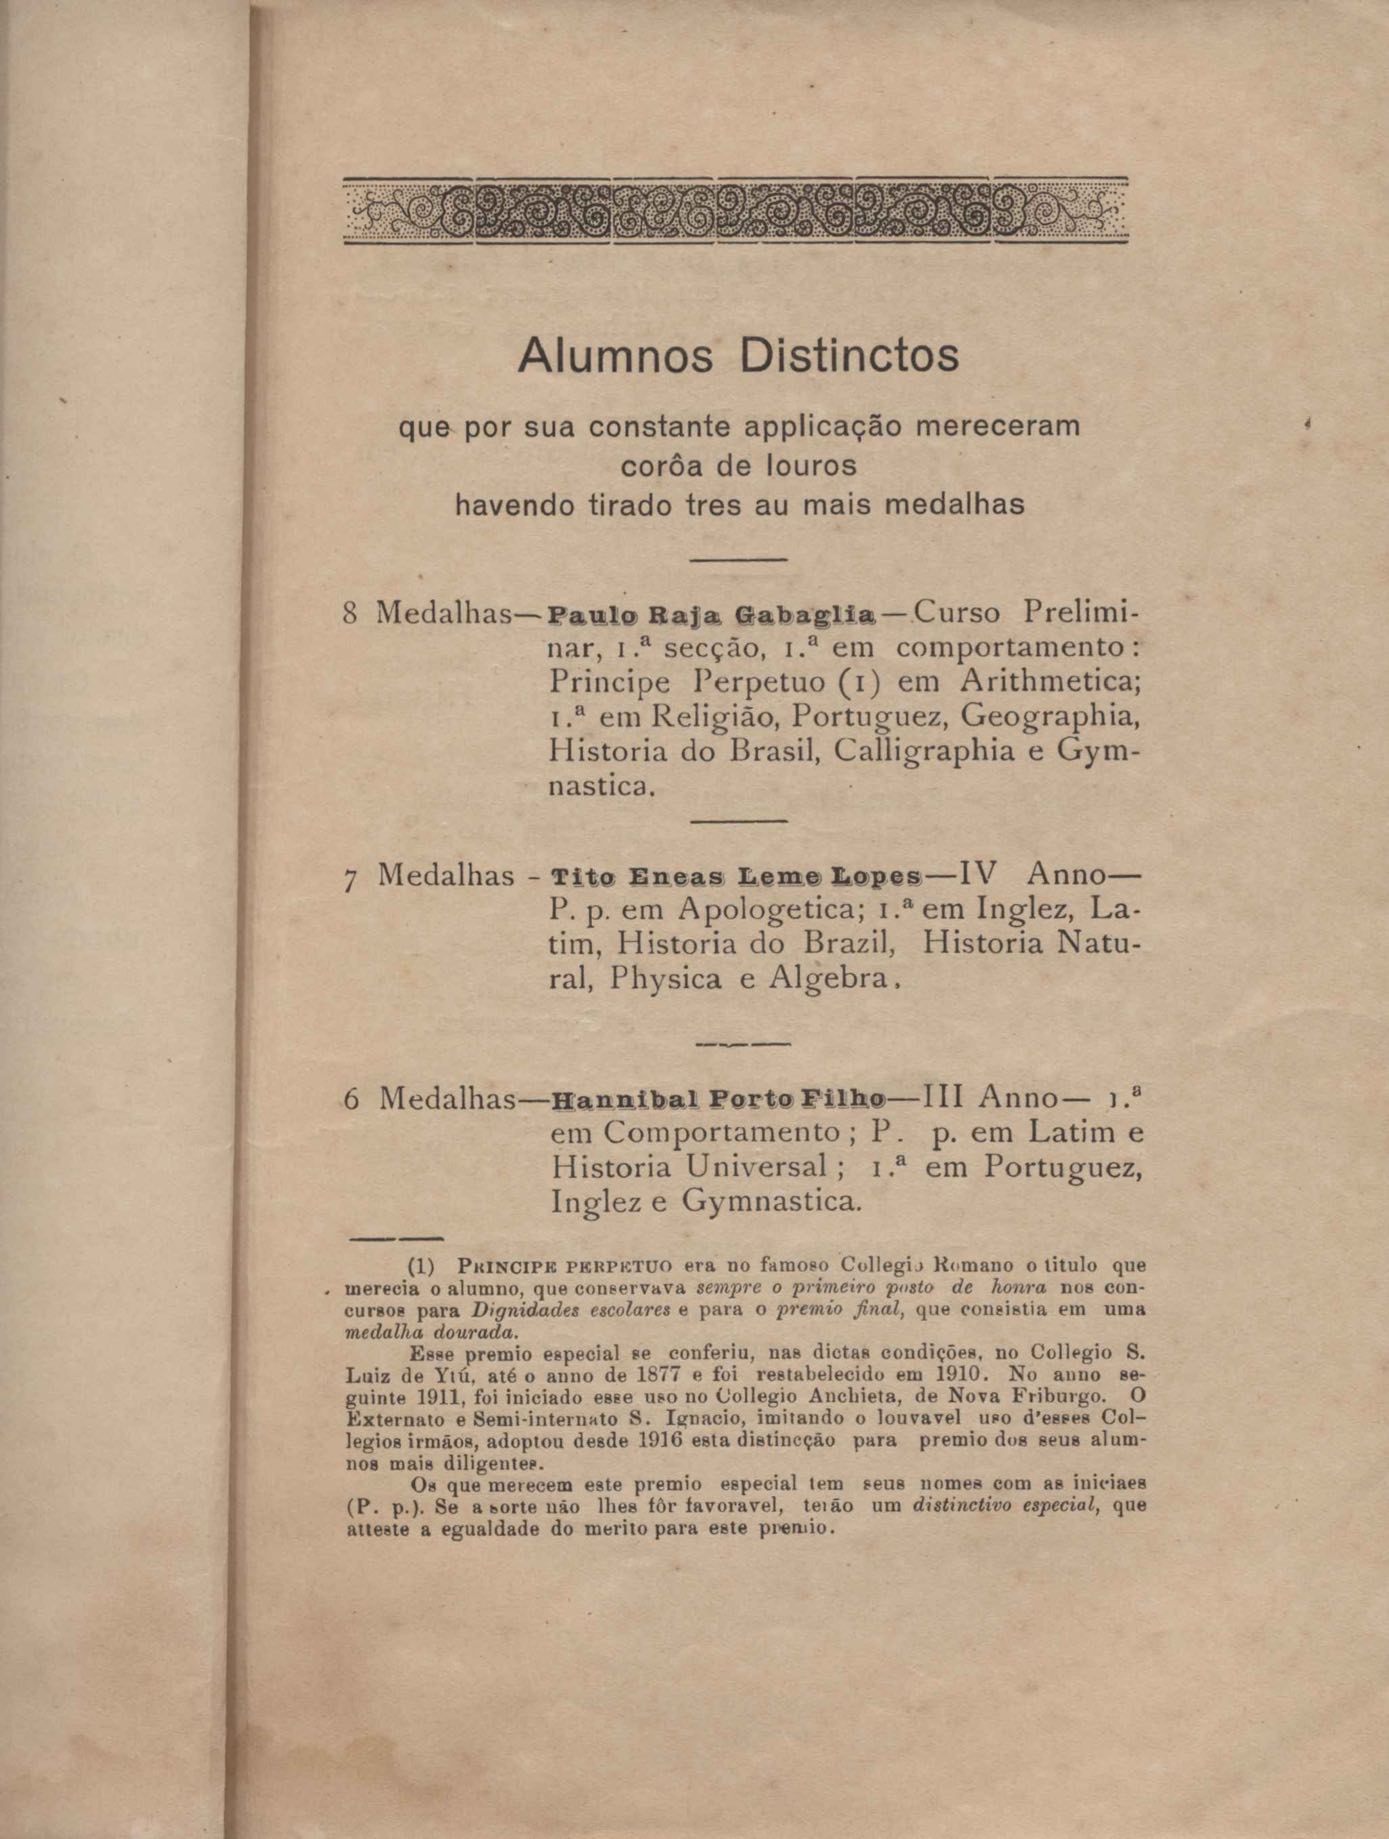 Alumnos Distinctos
que por sua constante applicação mereceram
corôa de louros
havendo tirado tres au mais medalhas
8 Medalhas—Paulo Raja Gabaglia—Curso Prelimi-
nar, 1.ª secção, 1.ª em comportamento:
Principe Perpetuo (1) em Arithmetica;
1.ª em Religião, Portuguez, Geographia,
Historia do Brasil, Calligraphia e Gym-
nastica.
7 Medalhas - Tito Eneas Leme Lopes—IV Anno—
P. p. em Apologetica; 1.ª em Inglez, La-
tim, Historia do Brazil, Historia Natu-
ral, Physica e Algebra.
6 Medalhas—Hannibal Porto Filho—III Anno— 1.ª
em Comportamento; P. p. em Latim e
Historia Universal; 1.ª em Portuguez,
Inglez e Gymnastica.
(1) PRINCIPE PERPETUO era no famoso Collegio Romano o titulo que
merecia o alumno, que conservava sempre o primeiro posto de honra nos con-
cursos para Dignidades escolares e para o premio final, que consistia em uma
medalha dourada.
Esse premio especial se conferiu, nas dictas condições, no Collegio S.
Luiz de Ytú, até o anno de 1877 e foi restabelecido em 1910. No anno se-
guinte 1911, foi iniciado esse uso no Collegio Anchieta, de Nova Friburgo. O
Externato e Semi-internato S. Ignacio, imitando o louvavel uso d'esses Col-
legios irmãos, adoptou desde 1916 esta distincção para premio dos seus alum-
nos mais diligentes.
Os que merecem este premio especial tem seus nomes com as iniciaes
(P. p.). Se a sorte não lhes fôr favoravel, terão um distinctivo especial, que
atteste a egualdade do merito para este premio.